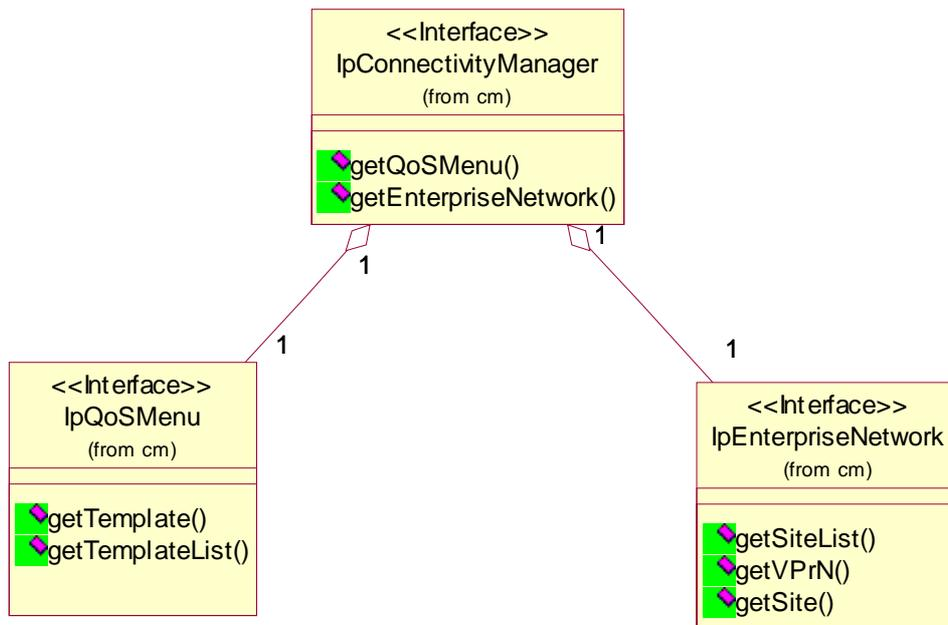 <<Interface>>
IpConnectivityManager
(from cm)
getQoSMenu()
getEnterpriseNetwork()
1
1
1
1
<<Interface>>
IpQoSMenu
(from cm)
getTemplate()
getTemplateList()
<<Interface>>
IpEnterpriseNetwork
(from cm)
getSiteList()
getVPrN()
getSite()